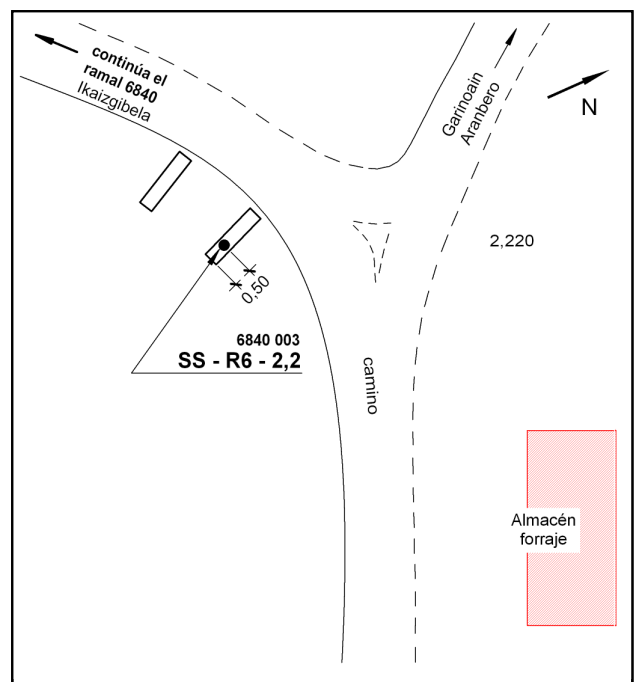 continúa el
ramal 6840
Ikaizgibela
Garinoain
Aranbero
N
2,220
0,50
6840 003
SS - R6 - 2,2
camino
Almacén
forraje